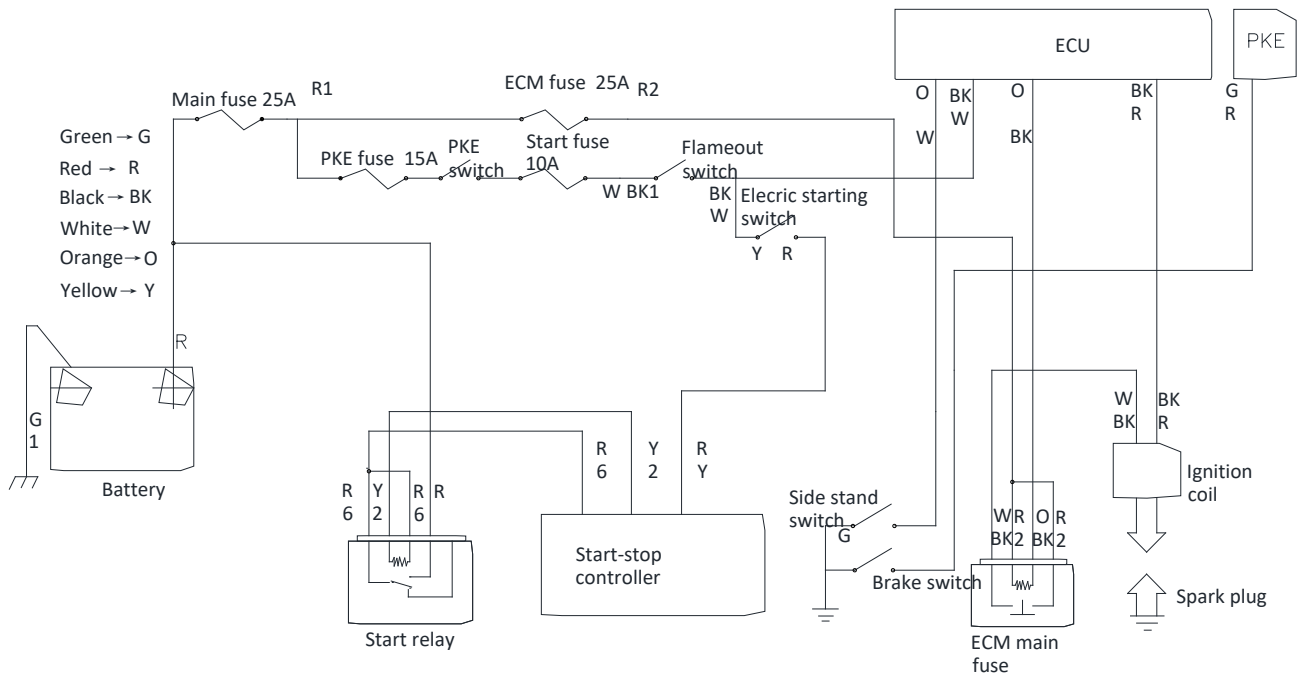 ECU
PKE
Main fuse 25A
R1
ECM fuse 25A
R2
O
W
BK
W
O
BK
BK
R
G
R
Green→G
Red → R
Black→BK
White→W
Orange→O
Yellow→ Y
PKE fuse 15A
PKE
switch
Start fuse
10A
W BK1
Flameout
switch
BK
W
Elecric starting
switch
Y R
R
G
1
Battery
R
6
Y
2
R
Y
R
6
Y
2
R
6
R
Start relay
Start-stop
controller
Side stand
switch
G
Brake switch
W
BK
R
2
O
BK
R
2
ECM main
fuse
W
BK
BK
R
Ignition
coil
Spark plug